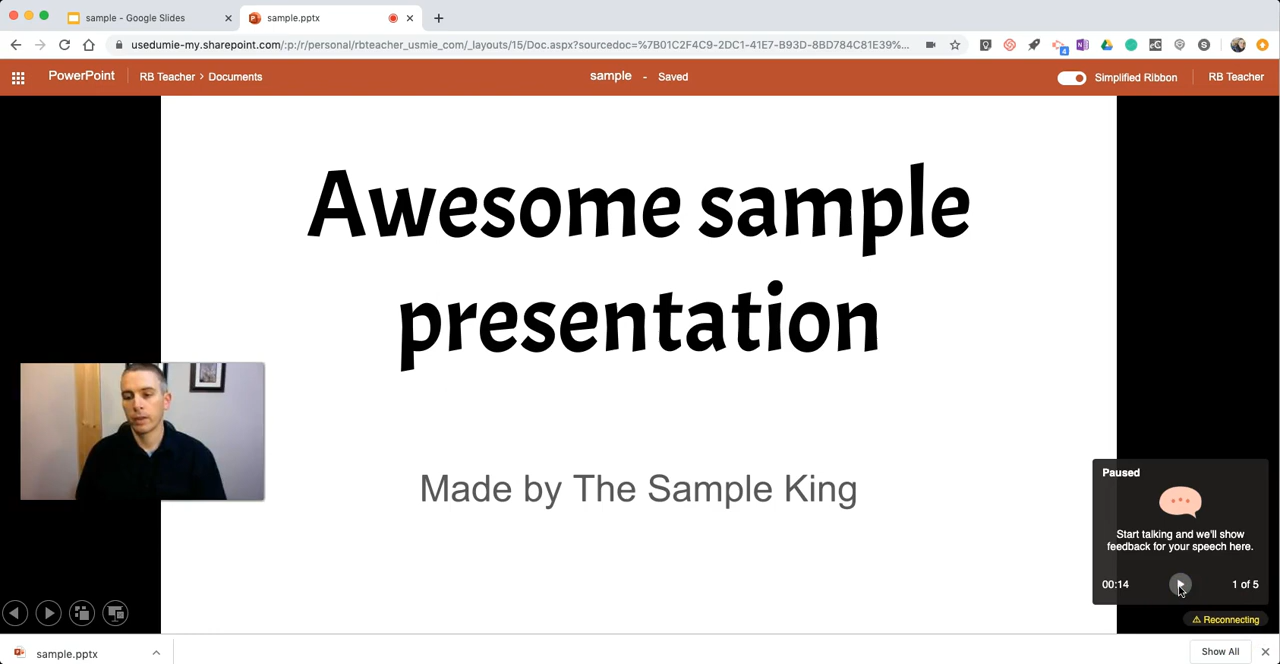 sample - Google Slides
sample.pptx
usedumie-my.sharepoint.com/:p:/r/personal/rbteacher_usmie_com/_layouts/15/Doc.aspx?sourcedoc=%7B01C2F4C9-2DC1-41E7-B93D-8BD784C81E39%...
4
PowerPoint
RB Teacher > Documents
sample - Saved
Simplified Ribbon
RB Teacher
Awesome sample
presentation
Made by The Sample King
Paused
Start talking and we'll show
feedback for your speech here.
00:14
1 of 5
Reconnecting
sample.pptx
Show All